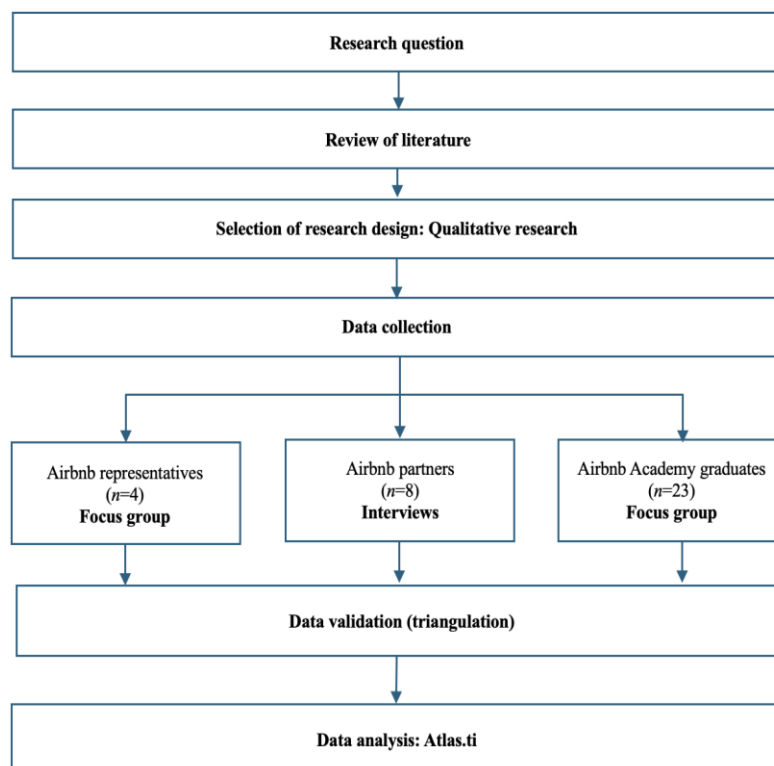 Research question
Review of literature
Selection of research design: Qualitative research
Data collection
Airbnb representatives
(n=4)
Focus group
Airbnb partners
(n=8)
Interviews
Airbnb Academy graduates
(n=23)
Focus group
Data validation (triangulation)
Data analysis: Atlas.ti